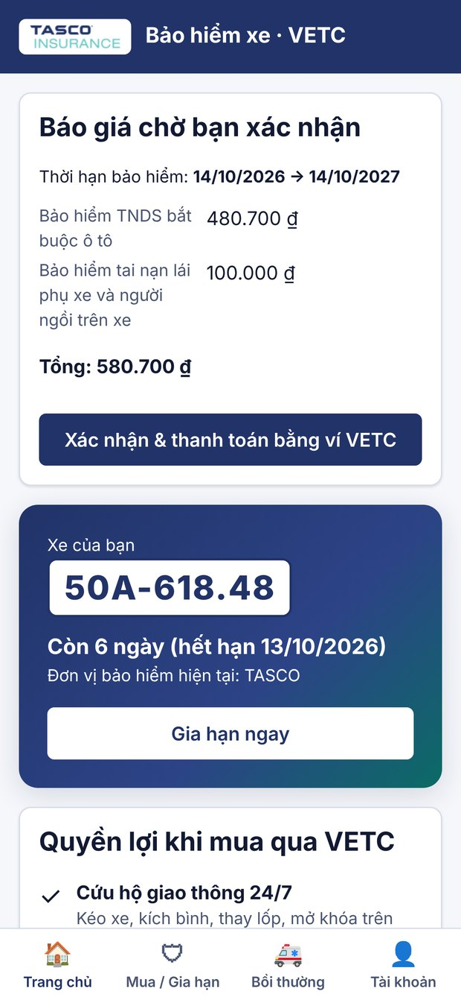 TASCO
INSURANCE
Bảo hiểm xe · VETC
Báo giá chờ bạn xác nhận
Thời hạn bảo hiểm: 14/10/2026 → 14/10/2027
Bảo hiểm TNDS bắt
buộc ô tô
480.700 ₫
Bảo hiểm tai nạn lái
phụ xe và người
ngồi trên xe
100.000 ₫
Tổng: 580.700 ₫
Xác nhận & thanh toán bằng ví VETC
Xe của bạn
50A-618.48
Còn 6 ngày (hết hạn 13/10/2026)
Đơn vị bảo hiểm hiện tại: TASCO
Gia hạn ngay
Quyền lợi khi mua qua VETC
Cứu hộ giao thông 24/7
Kéo xe, kích bình, thay lốp, mở khóa trên
Trang chủ
Mua / Gia hạn
Bồi thường
Tài khoản